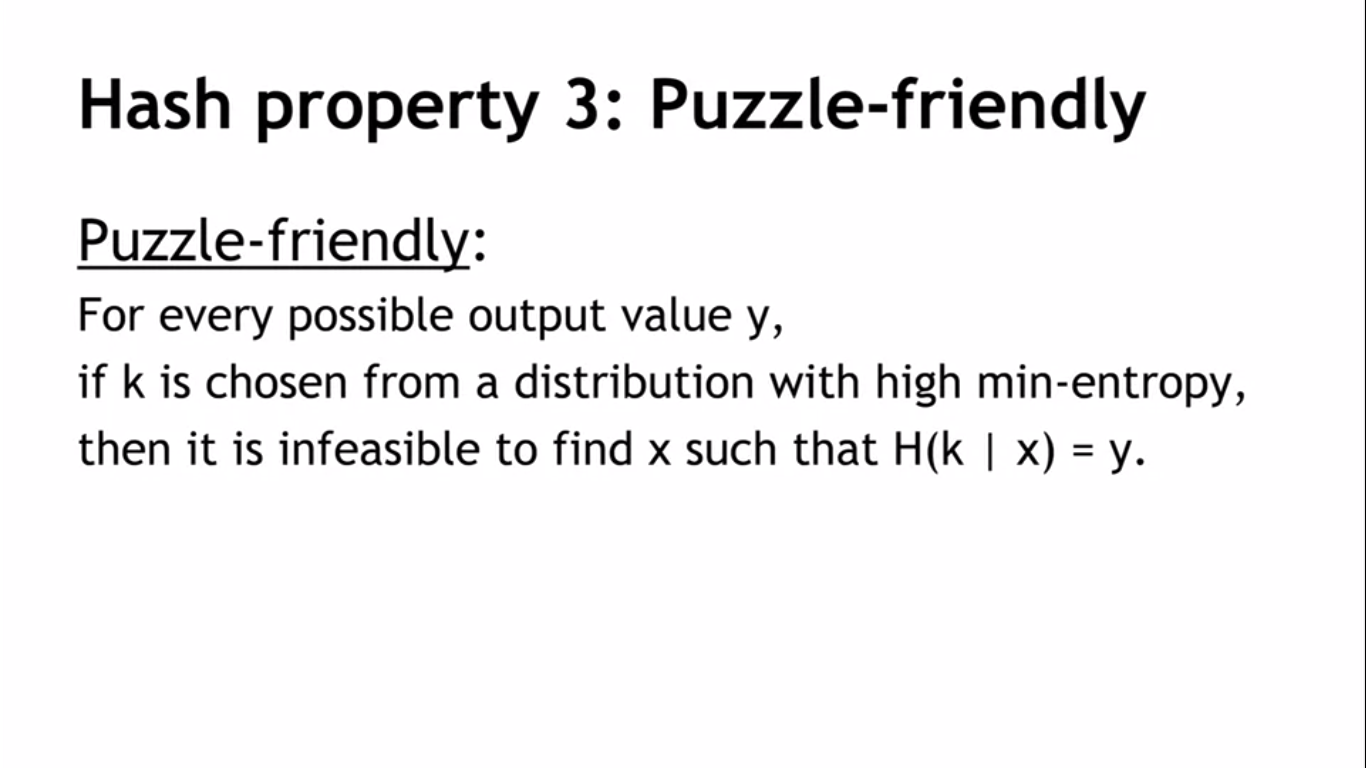 Hash property 3: Puzzle-friendly
Puzzle-friendly:
For every possible output value y,
if k is chosen from a distribution with high min-entropy,
then it is infeasible to find x such that H(k | x) = y.